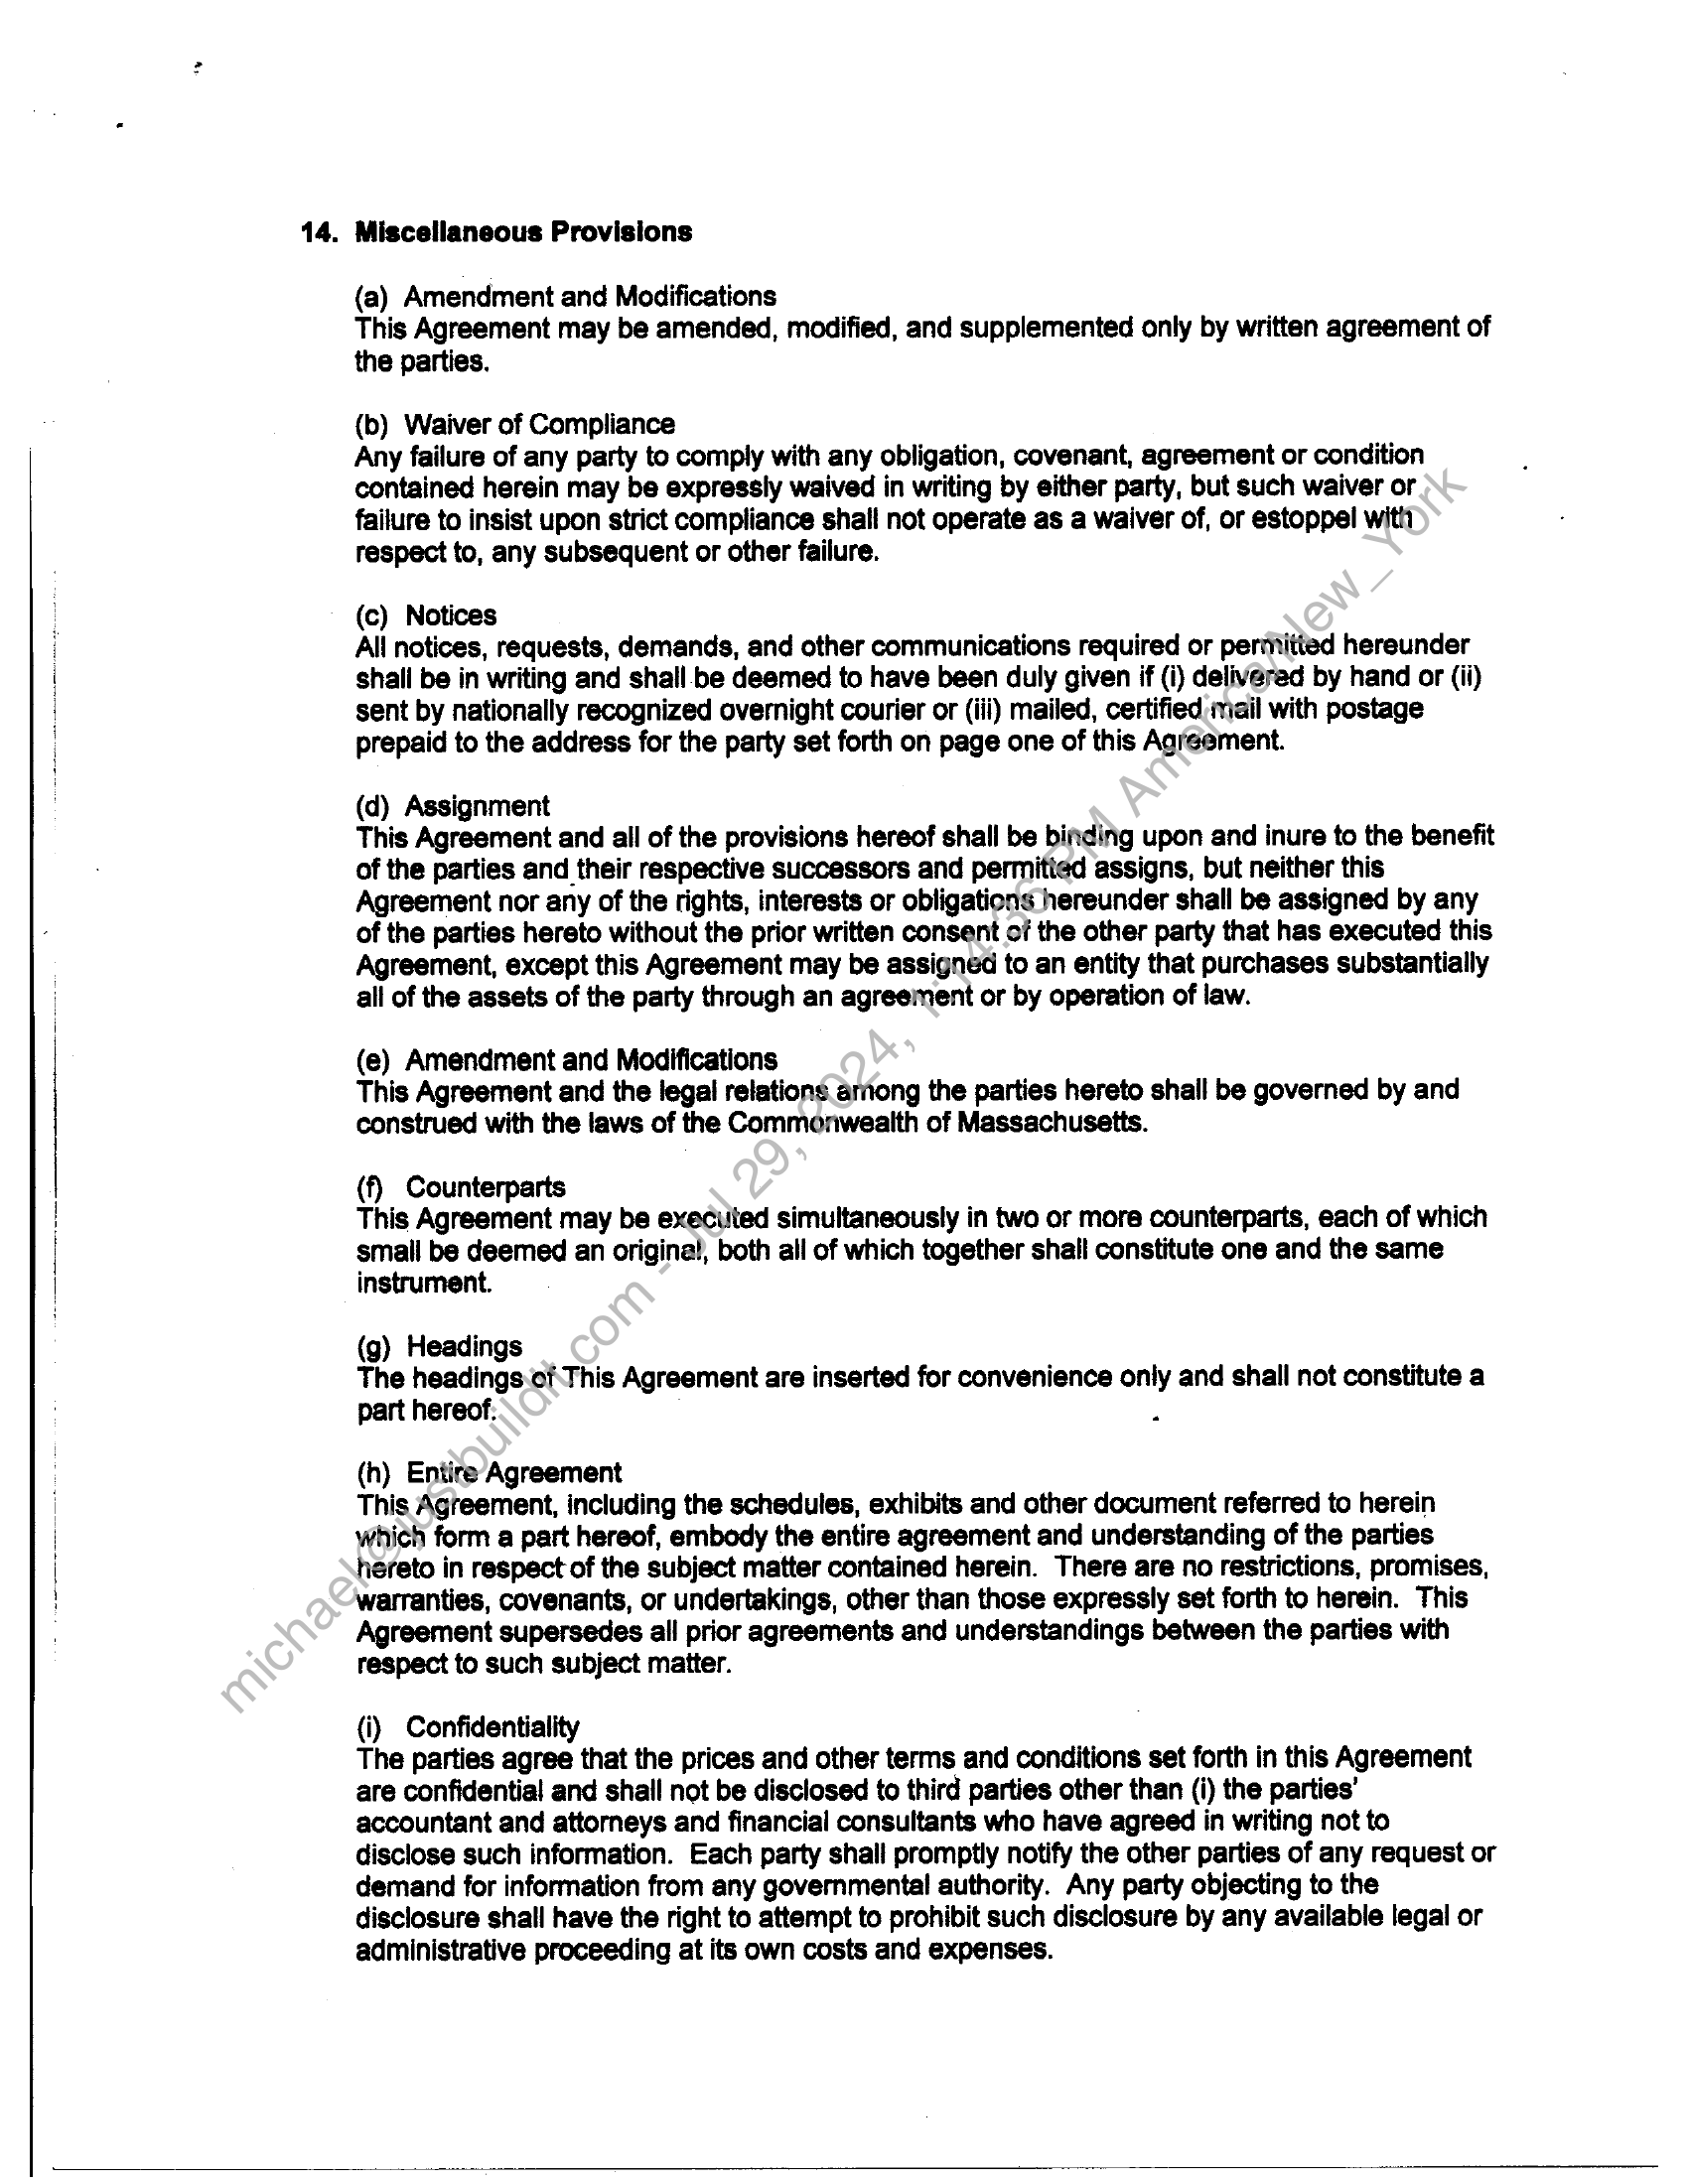 14. Miscellaneous Provisions
(a) Amendment and Modifications
This Agreement may be amended, modified, and supplemented only by written agreement of
the parties.
(b) Waiver of Compliance
Any failure of any party to comply with any obligation, covenant, agreement or condition
contained herein may be expressly waived in writing by either party, but such waiver or
failure to insist upon strict compliance shall not operate as a waiver of, or estoppel with
respect to, any subsequent or other failure.
(c) Notices
All notices, requests, demands, and other communications required or permitted hereunder
shall be in writing and shall be deemed to have been duly given if (i) delivered by hand or (ii)
sent by nationally recognized overnight courier or (iii) mailed, certified mail with postage
prepaid to the address for the party set forth on page one of this Agreement.
(d) Assignment
This Agreement and all of the provisions hereof shall be binding upon and inure to the benefit
of the parties and their respective successors and permitted assigns, but neither this
Agreement nor any of the rights, interests or obligations hereunder shall be assigned by any
of the parties hereto without the prior written consent of the other party that has executed this
Agreement, except this Agreement may be assigned to an entity that purchases substantially
all of the assets of the party through an agreement or by operation of law.
(e) Amendment and Modifications
This Agreement and the legal relations among the parties hereto shall be governed by and
construed with the laws of the Commonwealth of Massachusetts.
(f) Counterparts
This Agreement may be executed simultaneously in two or more counterparts, each of which
small be deemed an original, both all of which together shall constitute one and the same
instrument.
(g) Headings
The headings of This Agreement are inserted for convenience only and shall not constitute a
part hereof.
(h) Entire Agreement
This Agreement, including the schedules, exhibits and other document referred to herein
which form a part hereof, embody the entire agreement and understanding of the parties
hereto in respect of the subject matter contained herein. There are no restrictions, promises,
warranties, covenants, or undertakings, other than those expressly set forth to herein. This
Agreement supersedes all prior agreements and understandings between the parties with
respect to such subject matter.
(i) Confidentiality
The parties agree that the prices and other terms and conditions set forth in this Agreement
are confidential and shall not be disclosed to third parties other than (i) the parties'
accountant and attorneys and financial consultants who have agreed in writing not to
disclose such information. Each party shall promptly notify the other parties of any request or
demand for information from any governmental authority. Any party objecting to the
disclosure shall have the right to attempt to prohibit such disclosure by any available legal or
administrative proceeding at its own costs and expenses.
michael@justbuildit.com - Jul 29, 2024, 1:14:36 PM America/New_York